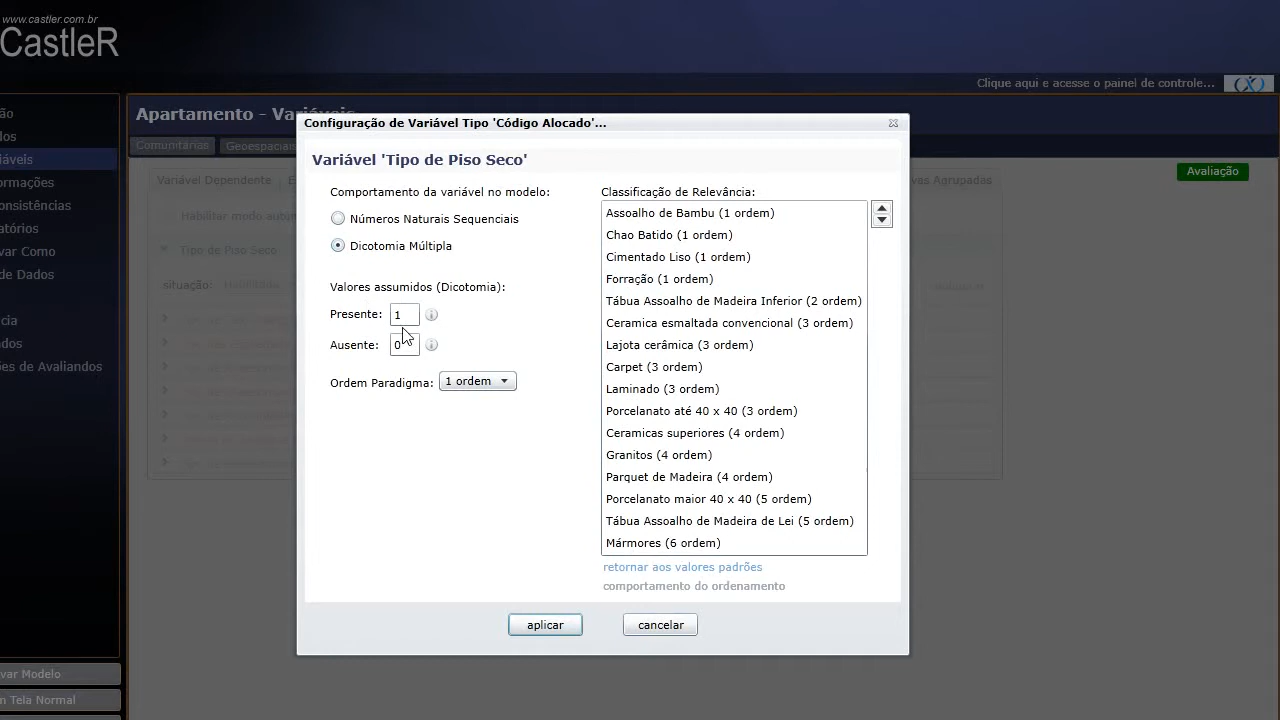 www.castler.com.br
CastleR
Clique aqui e acesse o painel de controle...
Apartamento - Variáveis
Comunitárias
Geoespaciais
Variável Dependente
vas Agrupadas
Avaliação
Habilitar modo autom
Tipo de Piso Seco
situação: Habilitado
ão
dos
iáveis
ormações
onsistências
atórios
var Como
de Dados
cia
ados
ões de Avaliandos
var Modelo
m Tela Normal
Configuração de Variável Tipo 'Código Alocado'...
Variável 'Tipo de Piso Seco'
Comportamento da variável no modelo:
Números Naturais Sequenciais
Dicotomia Múltipla
Valores assumidos (Dicotomia):
Presente: 1
Ausente: 0
Ordem Paradigma: 1 ordem
Classificação de Relevância:
Assoalho de Bambu (1 ordem)
Chao Batido (1 ordem)
Cimentado Liso (1 ordem)
Forração (1 ordem)
Tábua Assoalho de Madeira Inferior (2 ordem)
Ceramica esmaltada convencional (3 ordem)
Lajota cerâmica (3 ordem)
Carpet (3 ordem)
Laminado (3 ordem)
Porcelanato até 40 x 40 (3 ordem)
Ceramicas superiores (4 ordem)
Granitos (4 ordem)
Parquet de Madeira (4 ordem)
Porcelanato maior 40 x 40 (5 ordem)
Tábua Assoalho de Madeira de Lei (5 ordem)
Mármores (6 ordem)
retornar aos valores padrões
comportamento do ordenamento
aplicar
cancelar